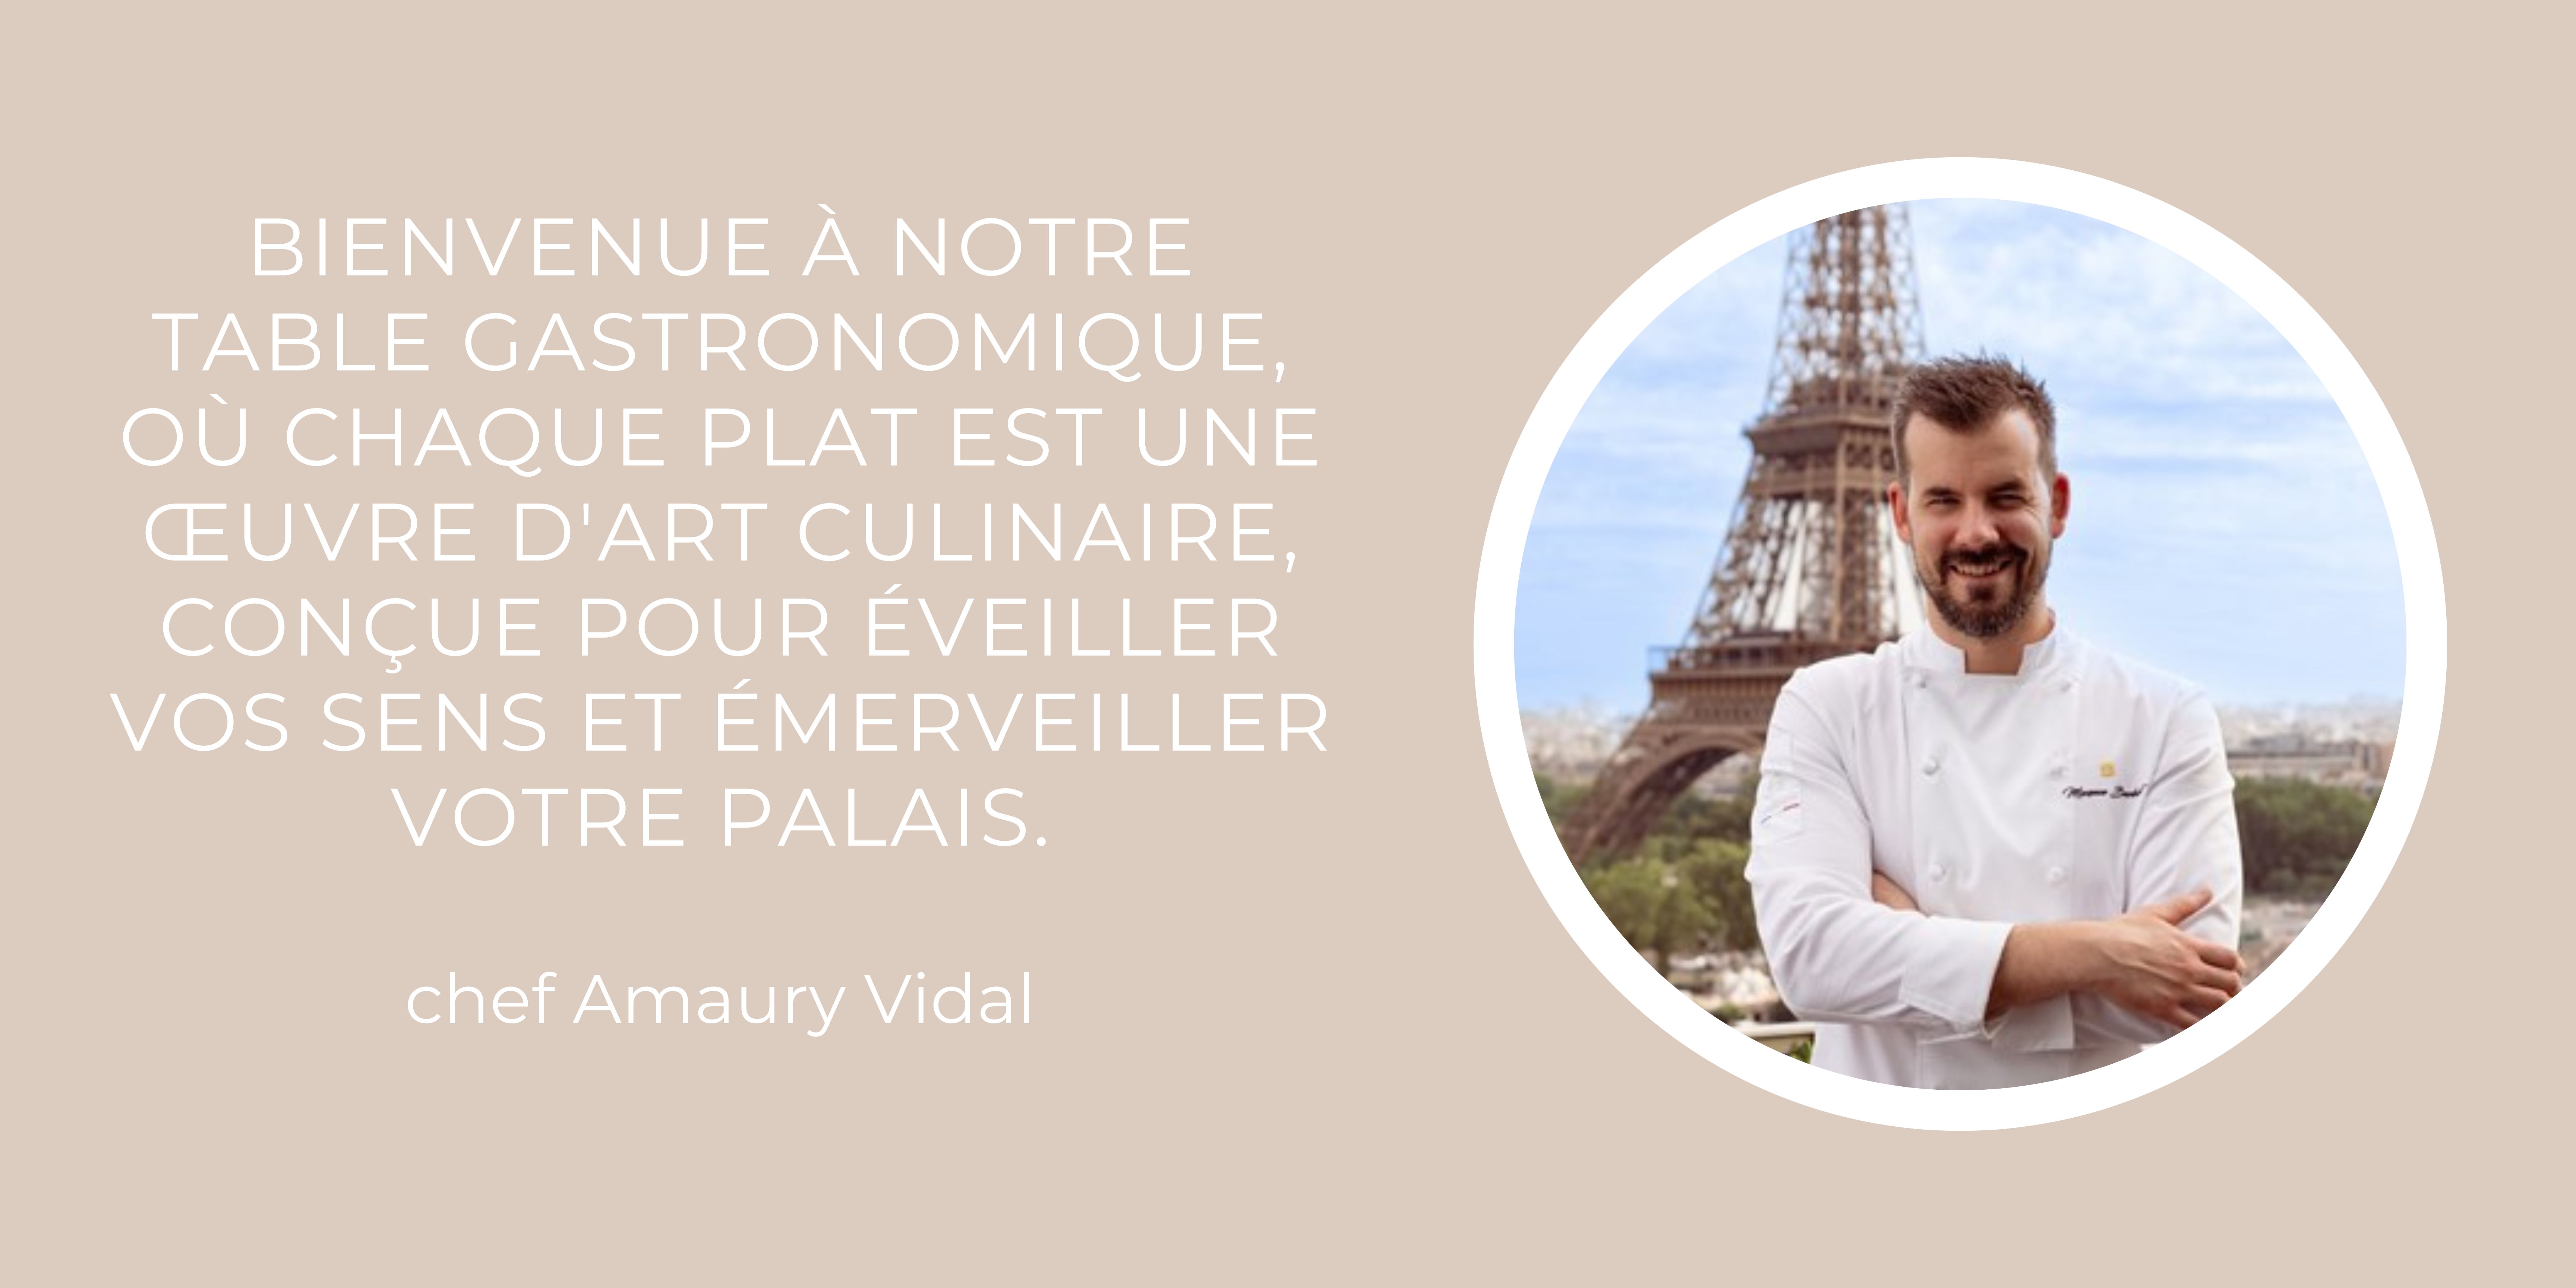 BIENVENUE À NOTRE
TABLE GASTRONOMIQUE,
OÙ CHAQUE PLAT EST UNE
ŒUVRE D'ART CULINAIRE,
CONÇUE POUR ÉVEILLER
VOS SENS ET ÉMERVEILLER
VOTRE PALAIS.
chef Amaury Vidal